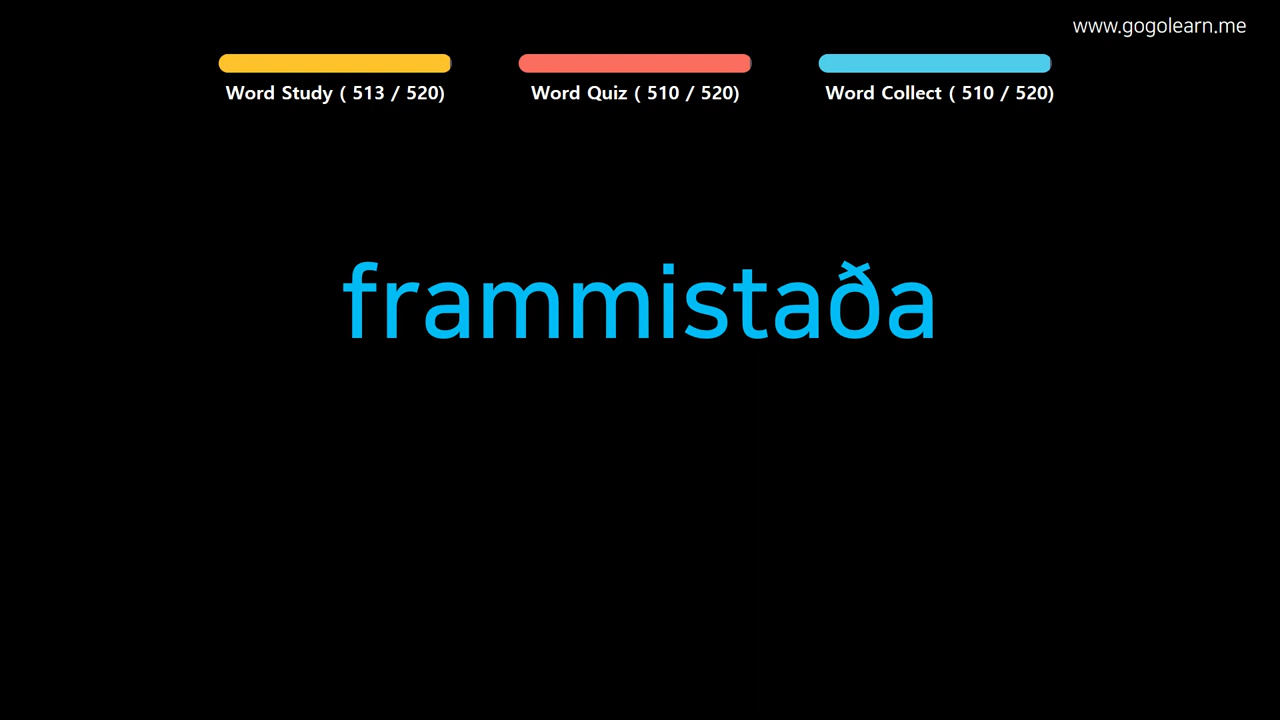 www.gogolearn.me
Word Study ( 513 / 520)
Word Quiz ( 510 / 520)
Word Collect ( 510 / 520)
frammistaða